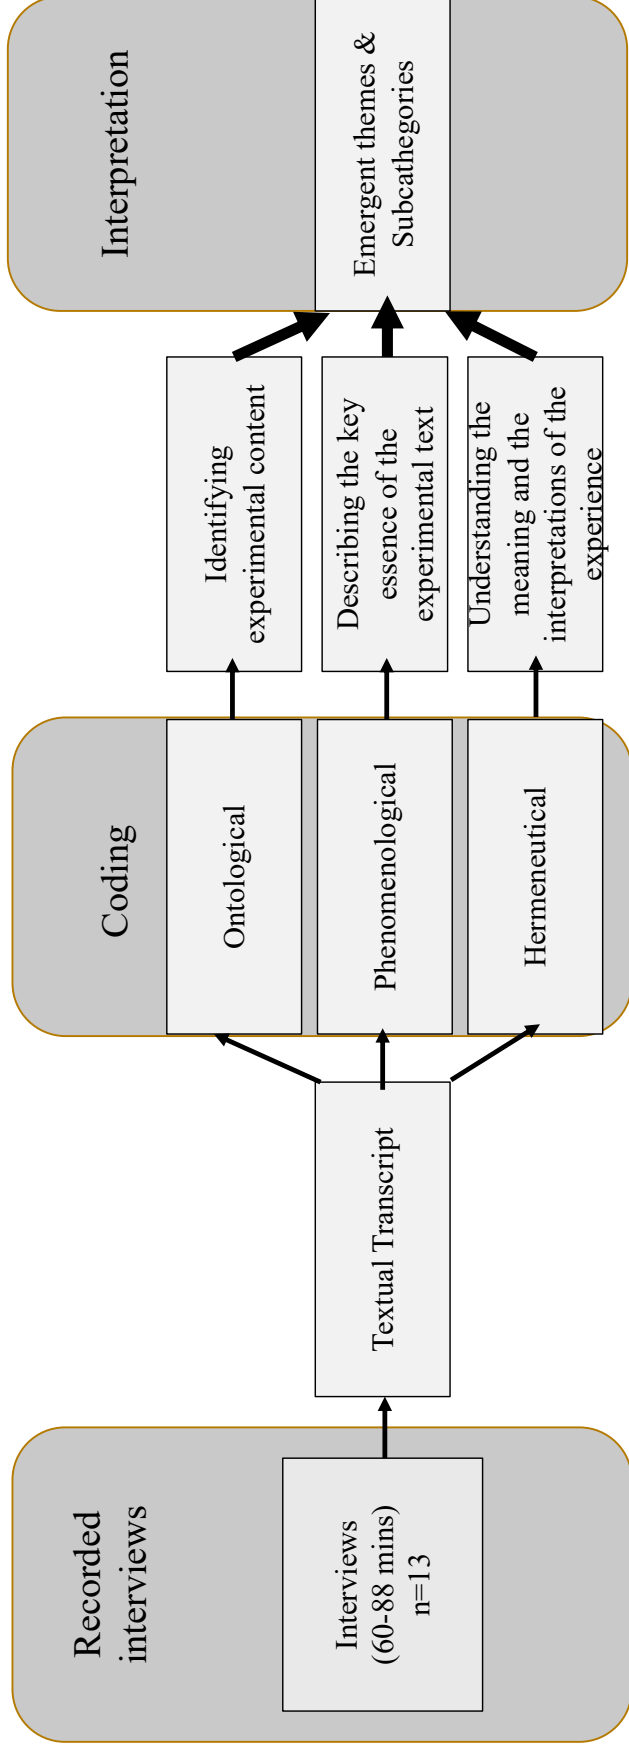 Recorded
interviews
Interviews
(60-88 mins)
n=13
Textual Transcript
Coding
Ontological
Phenomenological
Hermeneutical
Identifying
experimental content
Describing the key
essence of the
experimental text
Understanding the
meaning and the
interpretations of the
experience
Interpretation
Emergent themes &
Subcathegories